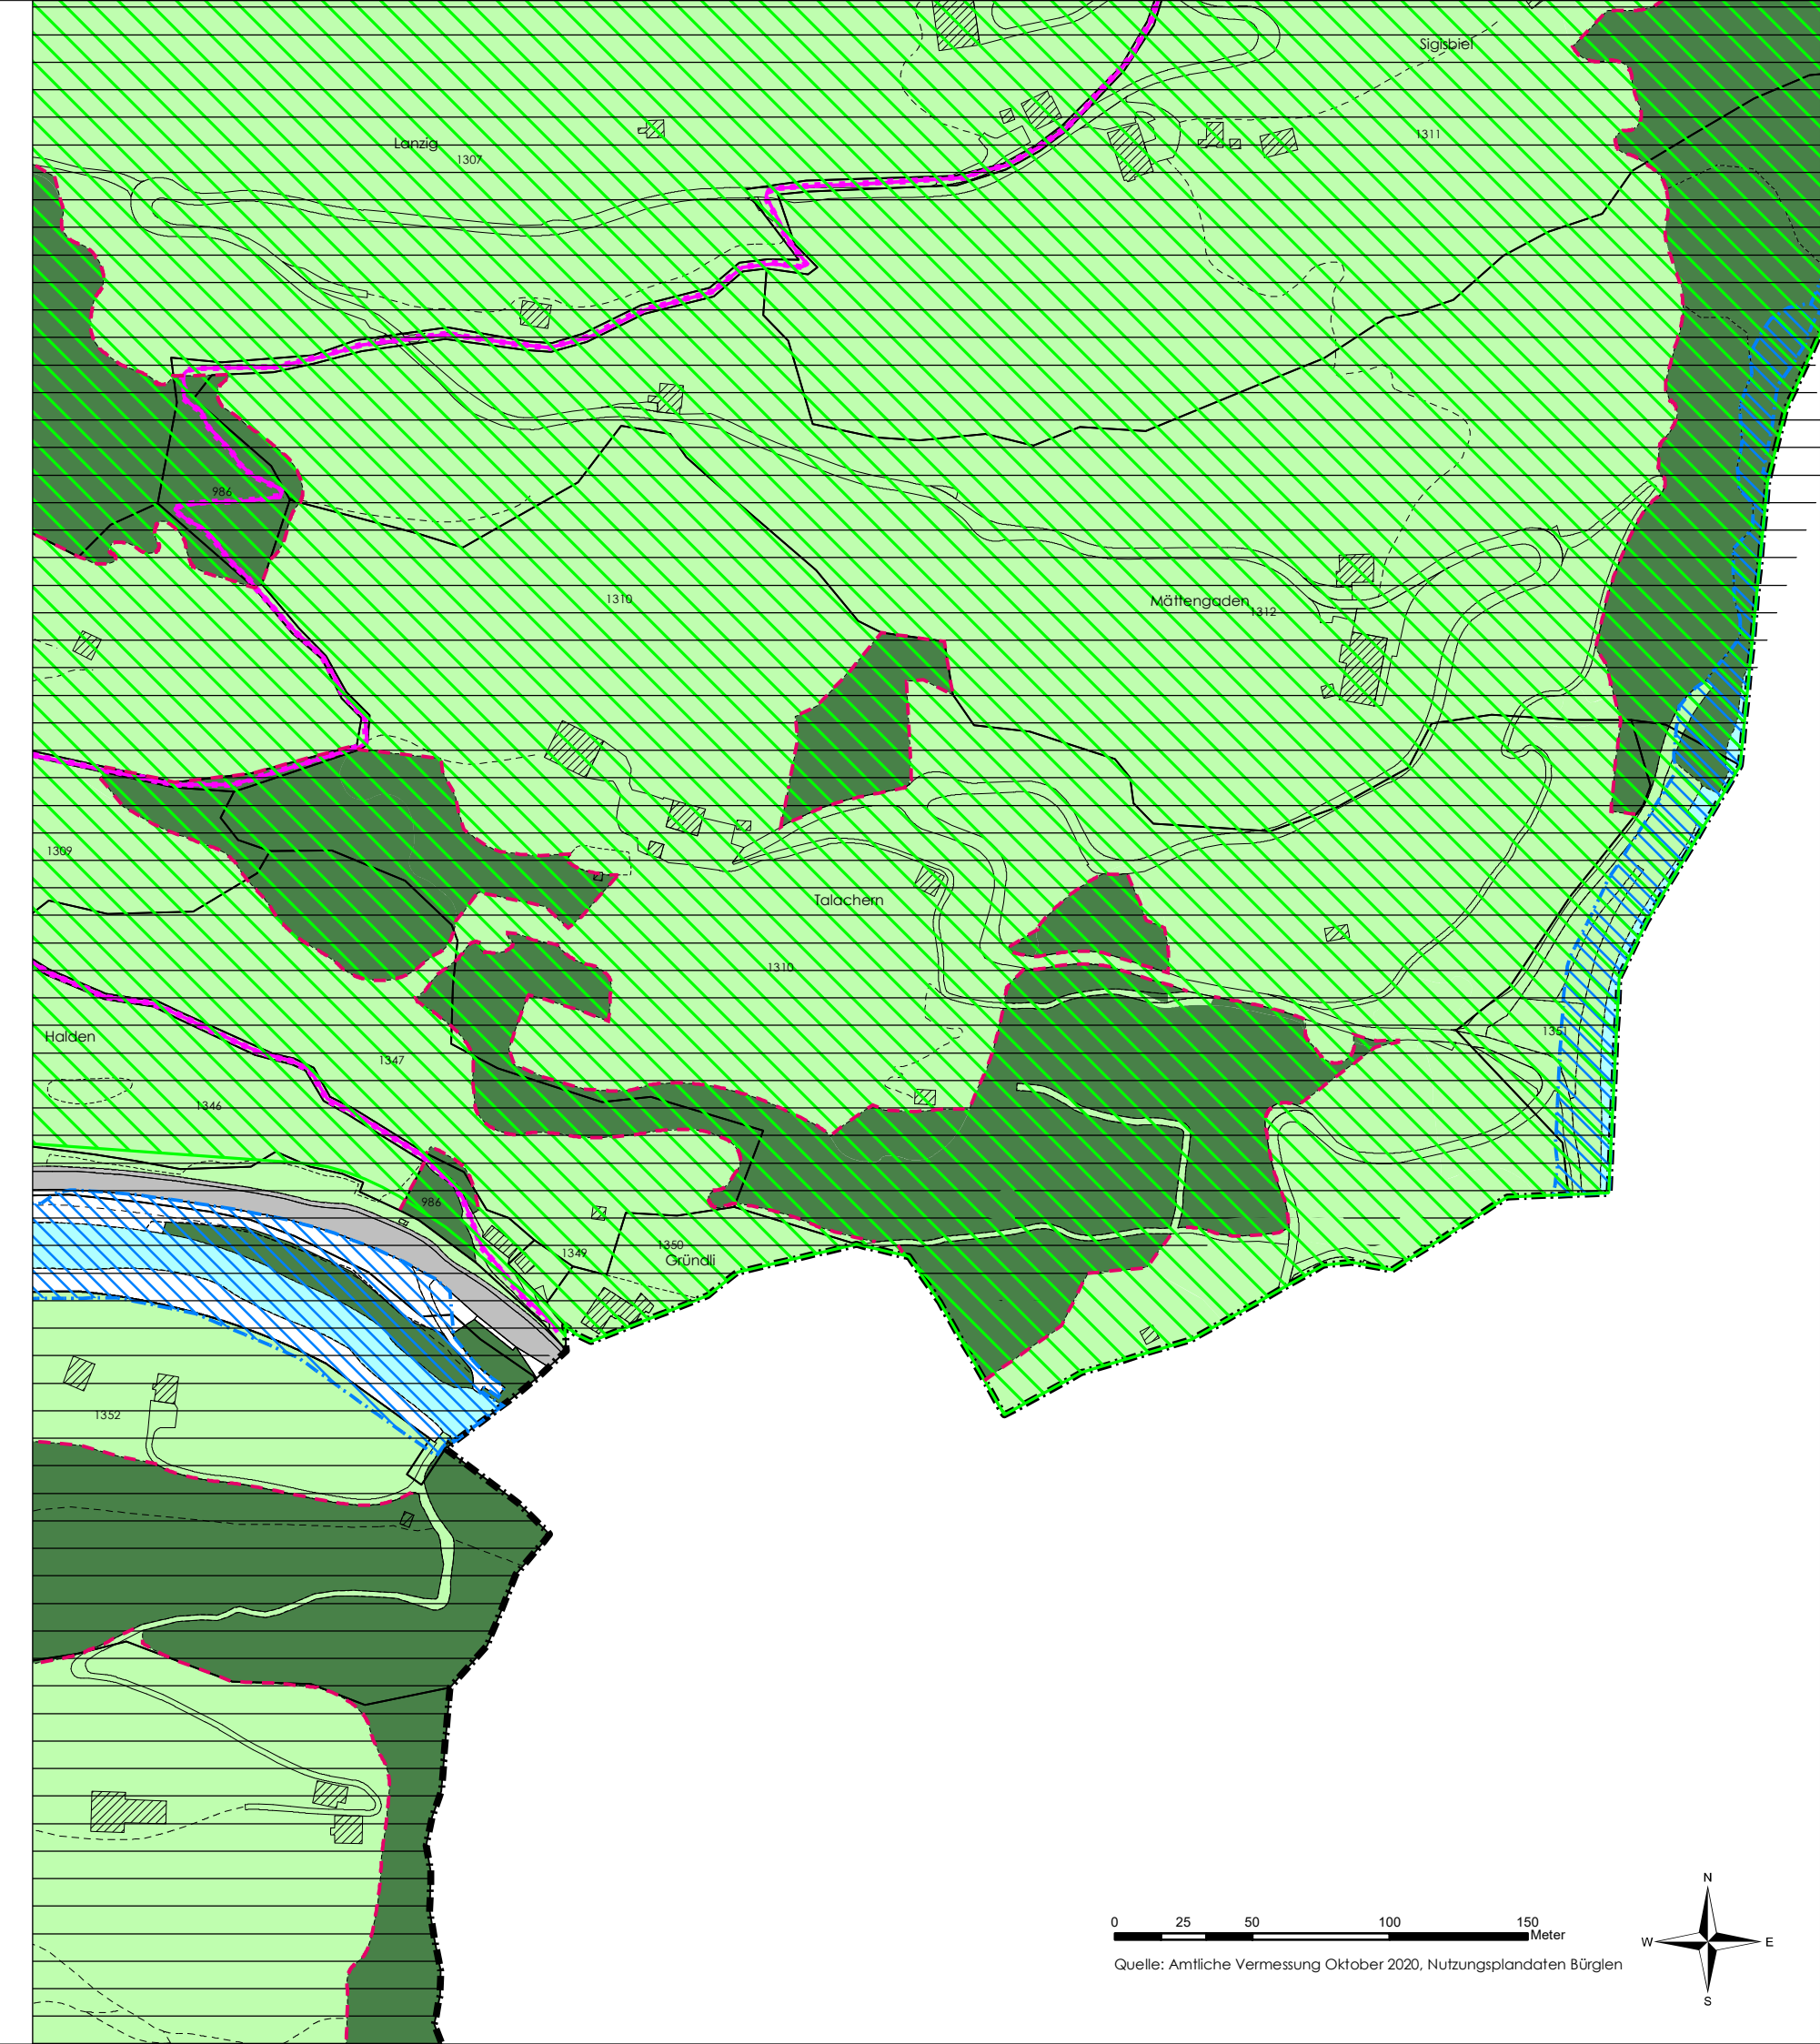 Sigisbiel
1311
Lanzig
1307
986
1310
Mättengaden
1312
1309
Talachern
1310
Halden
1347
1351
1346
986
1349
1350
Gründli
1352
N
0 25 50 100 150
Meter
W E
Quelle: Amtliche Vermessung Oktober 2020, Nutzungsplandaten Bürglen
S